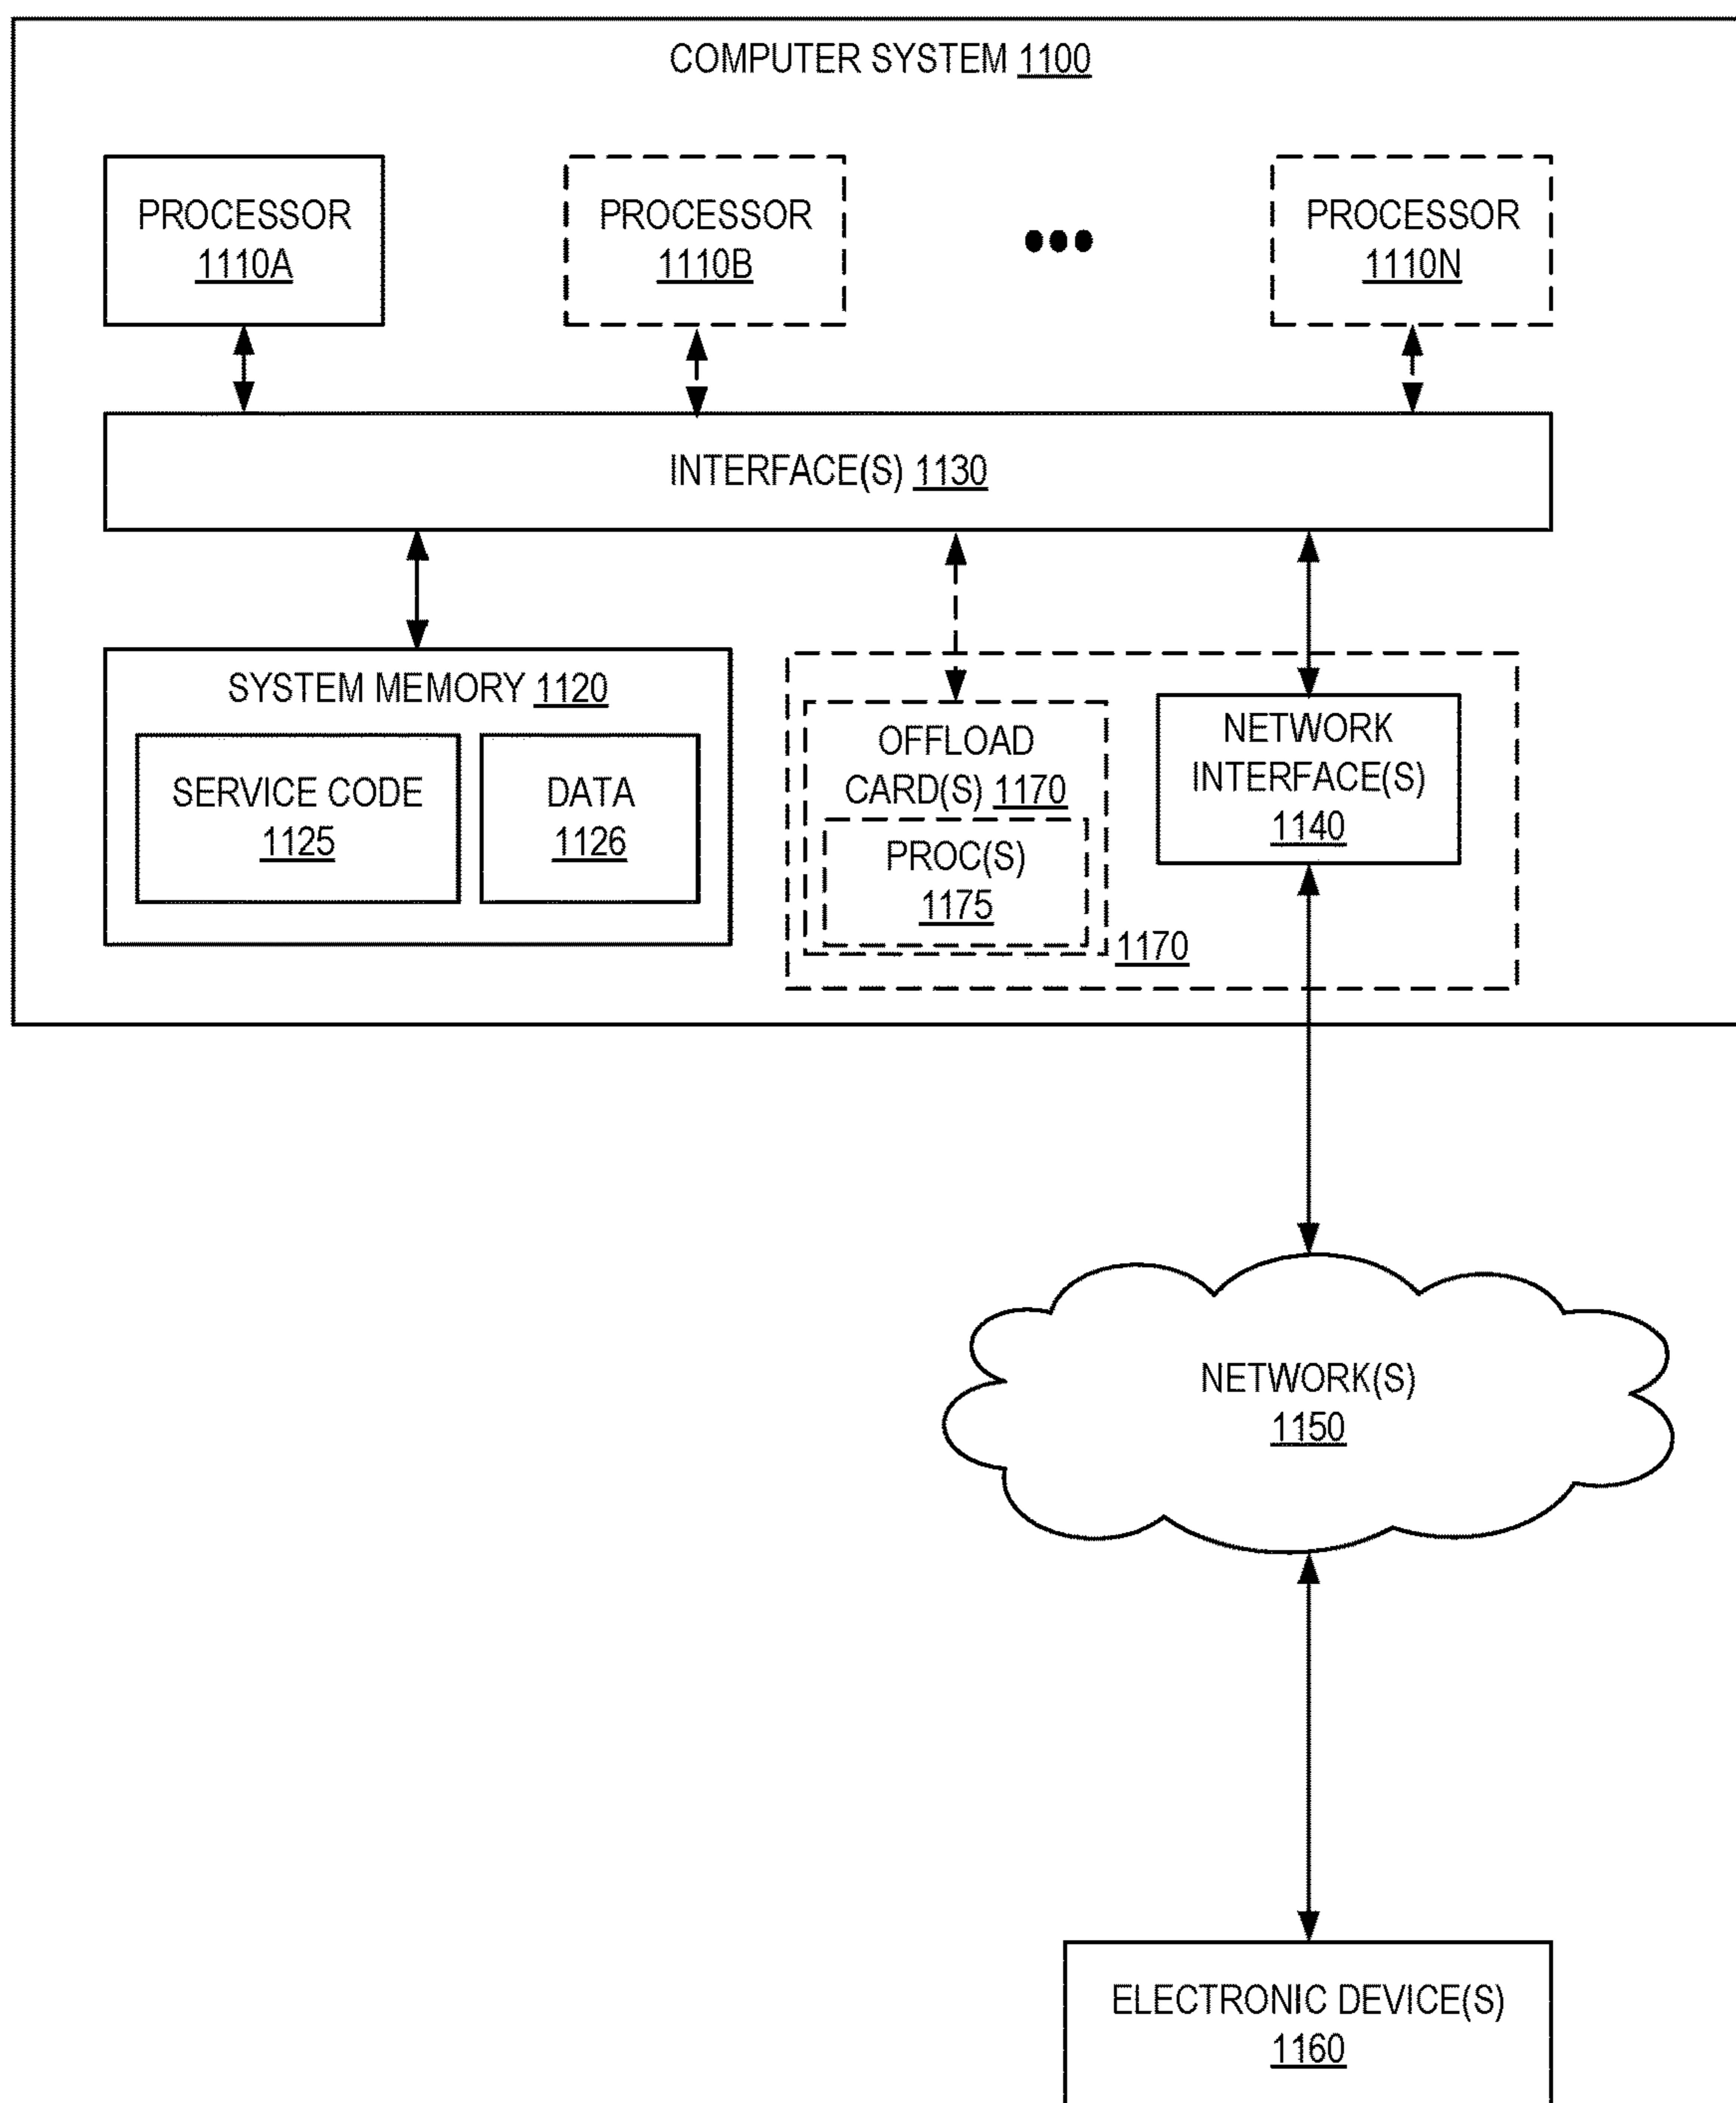 COMPUTER SYSTEM 1100
PROCESSOR
1110A
PROCESSOR
1110B
PROCESSOR
1110N
INTERFACE(S) 1130
SYSTEM MEMORY 1120
SERVICE CODE
1125
DATA
1126
OFFLOAD
CARD(S) 1170
PROC(S)
1175
1170
NETWORK
INTERFACE(S)
1140
NETWORK(S)
1150
ELECTRONIC DEVICE(S)
1160